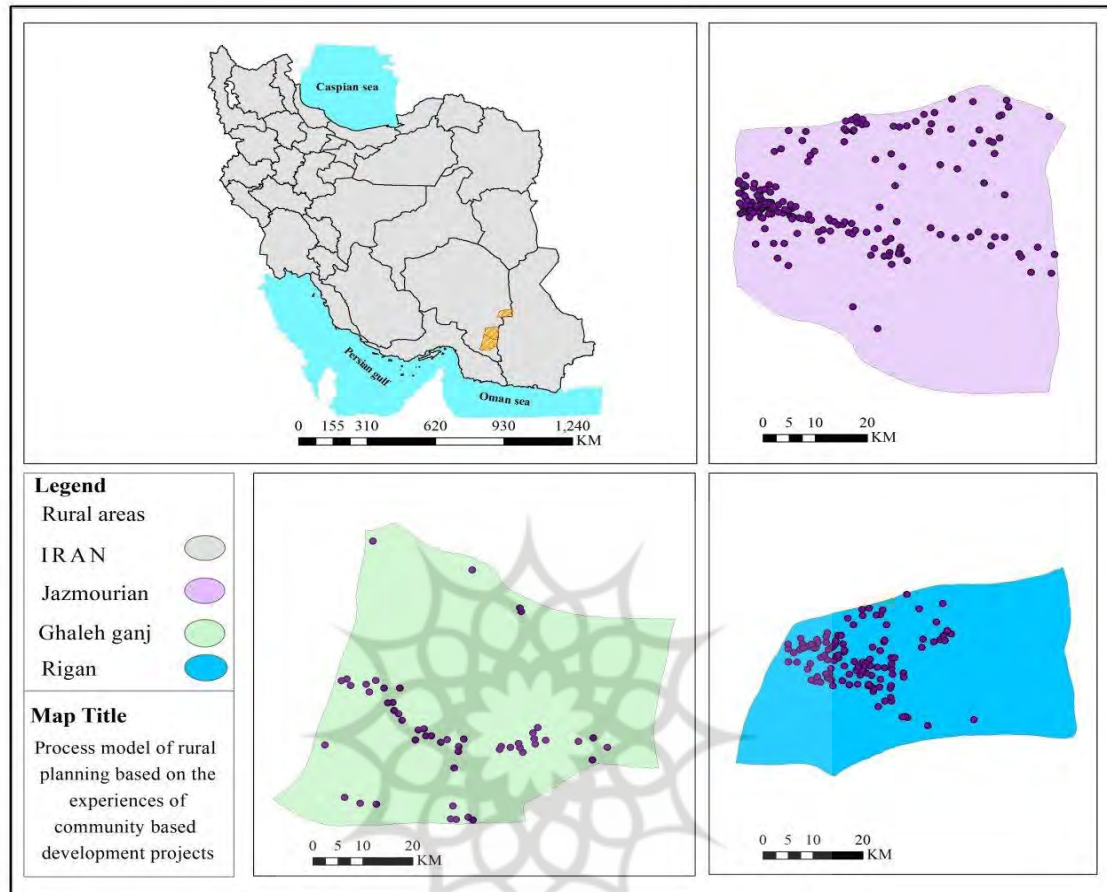 Caspian sea
Persian gulf
Oman sea
0 155 310 620 930 1,240
KM
0 5 10 20
KM
Legend
Rural areas
IRAN
Jazmourian
Ghaleh ganj
Rigan
Map Title
Process model of rural
planning based on the
experiences of
community based
development projects
0 5 10 20
KM
0 5 10 20
KM